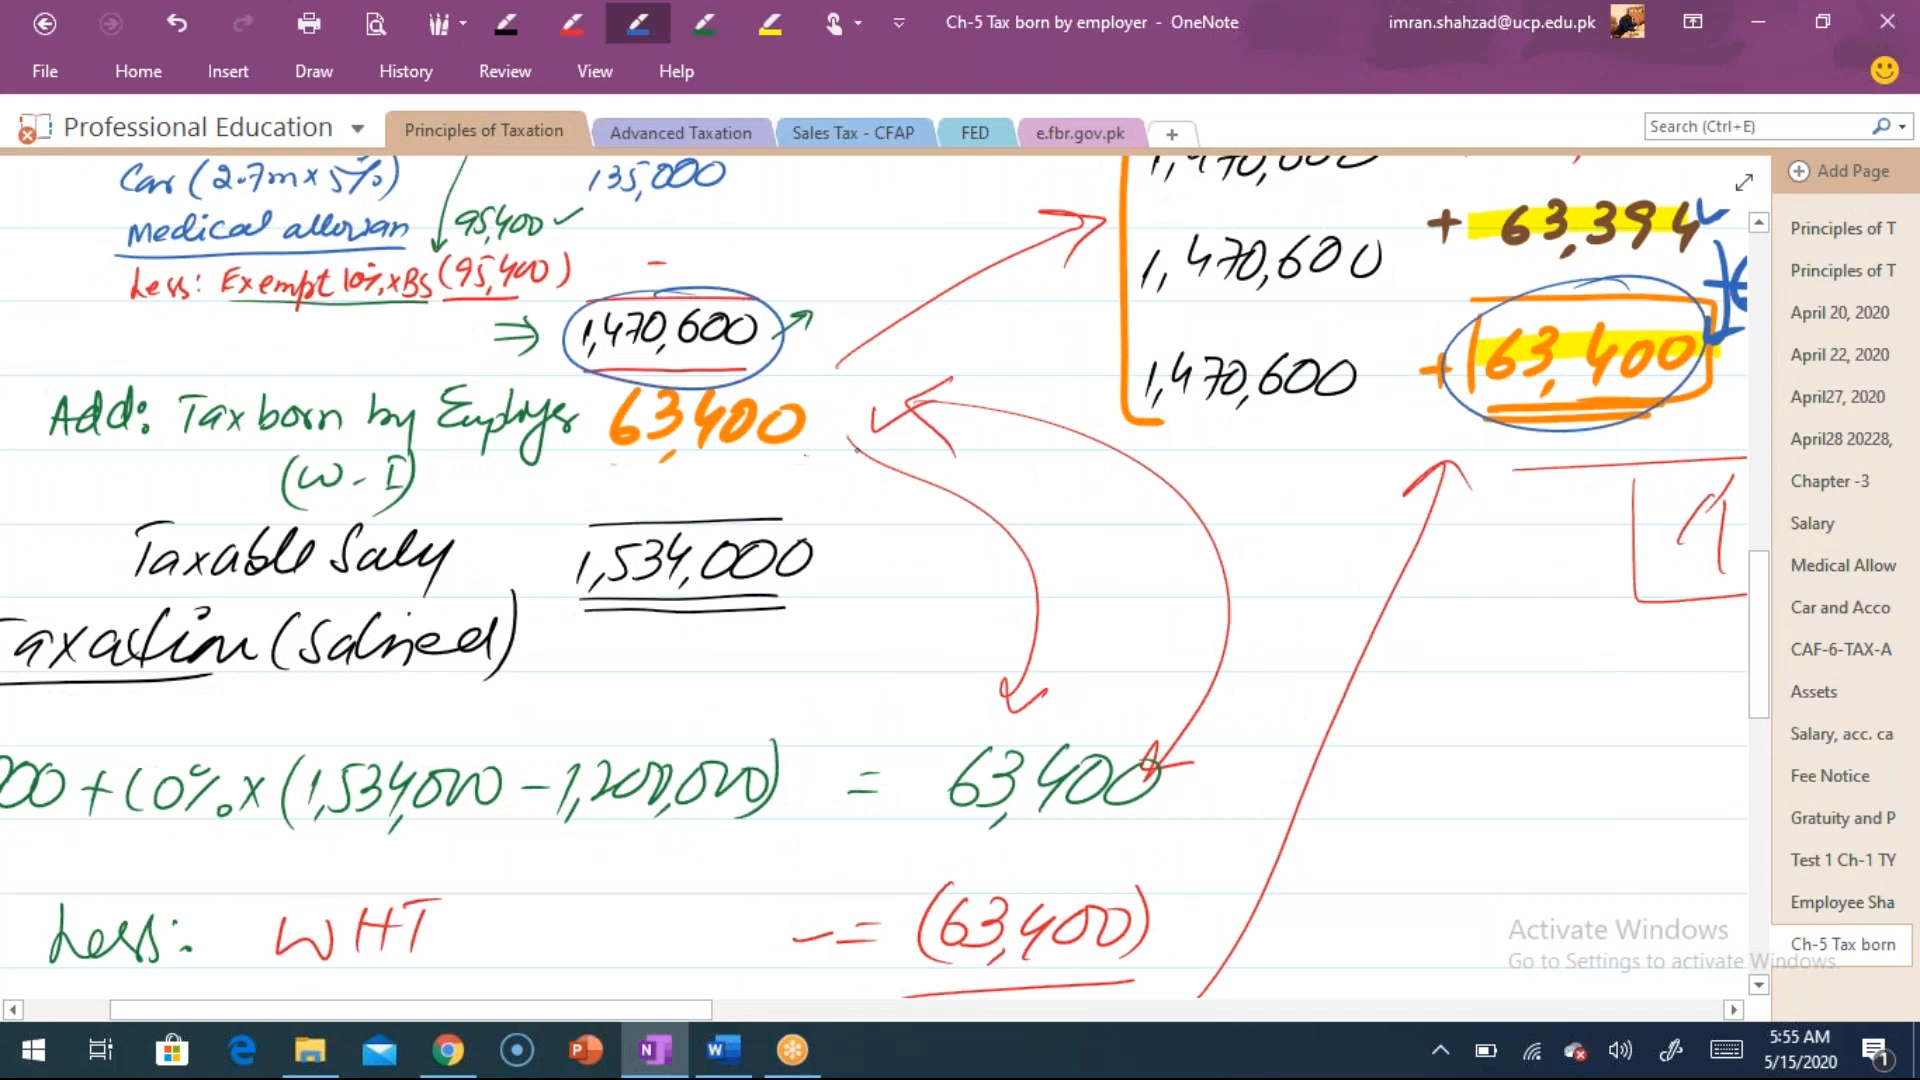 Ch-5 Tax born by employer - OneNote
imran.shahzad@ucp.edu.pk
File Home Insert Draw History Review View Help
Professional Education
Principles of Taxation
Advanced Taxation
Sales Tax - CFAP
FED
e.fbr.gov.pk
Search (Ctrl+E)
Car (2.7m x 5%) 135,000
Medical allowan 95,400
Less: Exempt 10% x BS (95,400) -
⇒ 1,470,600
Add: Tax born by Employer 63,400
(W-I)
Taxable Saly 1,534,000
Taxation (Salried)
000 + 10% x (1,534,000 - 1,200,000) = 63,400
Less: WHT -= (63,400)
1,470,600
+ 63,394
1,470,600
1,470,600 + 63,400
Add Page
Principles of T
Principles of T
April 20, 2020
April 22, 2020
April27, 2020
April28 20228,
Chapter -3
Salary
Medical Allow
Car and Acco
CAF-6-TAX-A
Assets
Salary, acc. ca
Fee Notice
Gratuity and P
Test 1 Ch-1 TY
Employee Sha
Ch-5 Tax born
Activate Windows
Go to Settings to activate Windows.
5:55 AM
5/15/2020
1